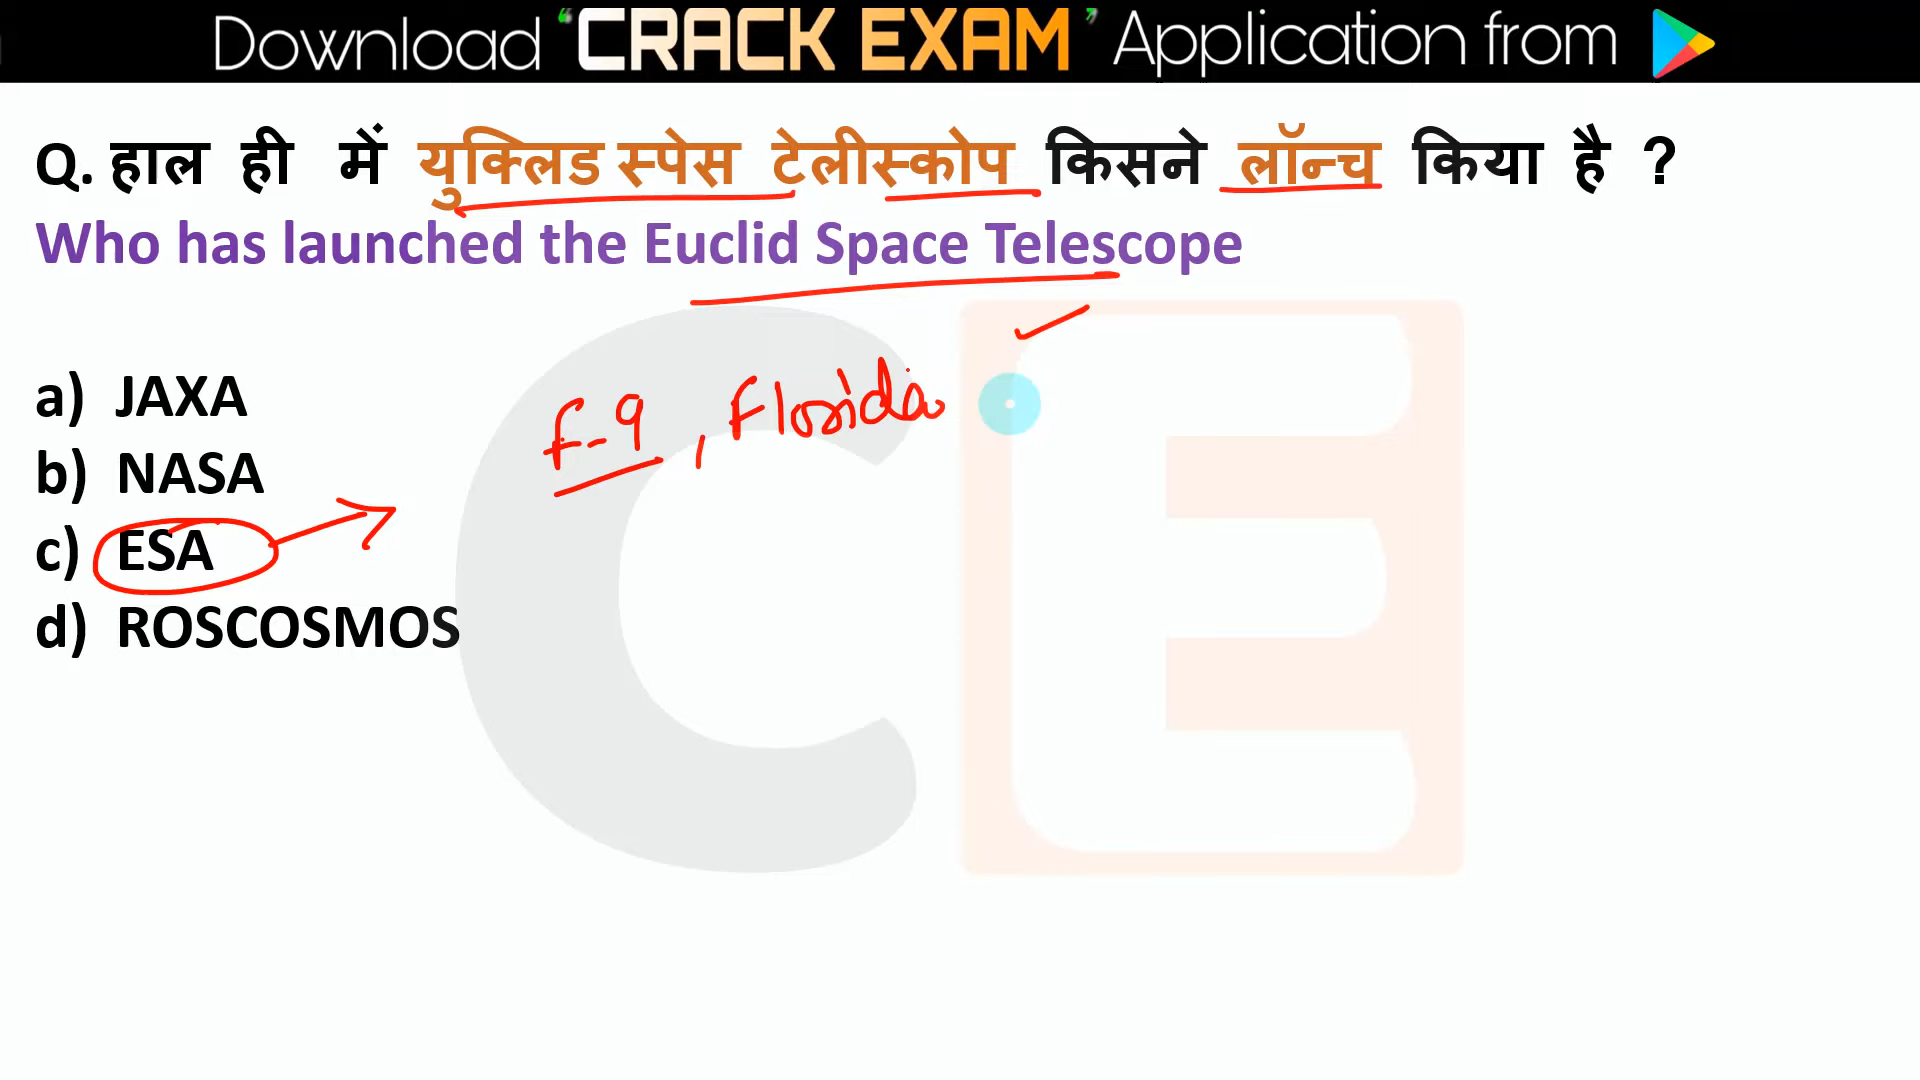 Download “CRACK EXAM” Application from
Q. हाल ही में युक्लिड स्पेस टेलीस्कोप किसने लॉन्च किया है ?
Who has launched the Euclid Space Telescope
a) JAXA
F-9, Florida
b) NASA
c) ESA
d) ROSCOSMOS
CE